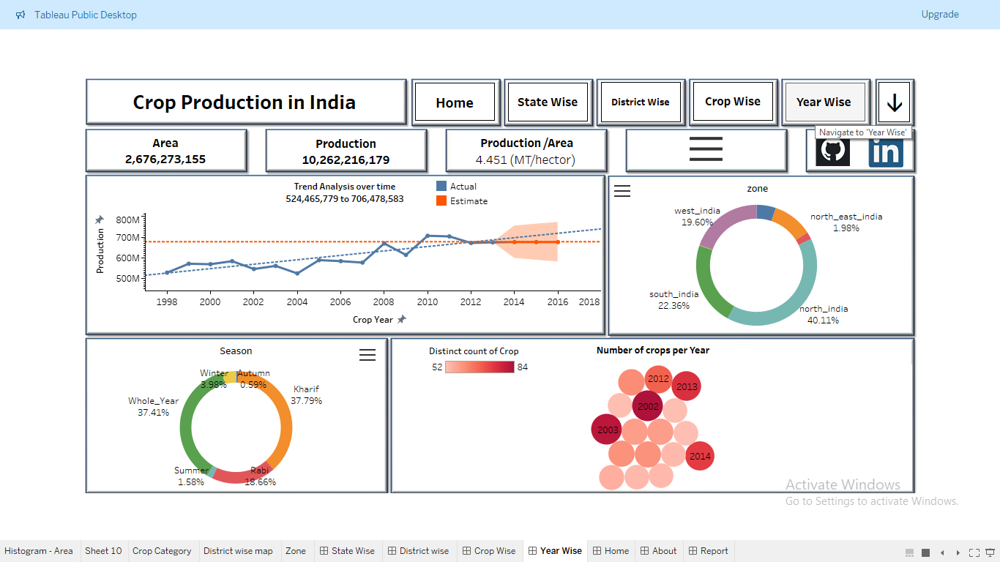 Tableau Public Desktop
Upgrade
Crop Production in India
Home
State Wise
District Wise
Crop Wise
Year Wise
Navigate to 'Year Wise'
Area
2,676,273,155
Production
10,262,216,179
Production /Area
4.451 (MT/hector)
in
Trend Analysis over time
524,465,779 to 706,478,583
Actual
Estimate
800M
700M
600M
500M
Production
1998 2000 2002 2004 2006 2008 2010 2012 2014 2016 2018
Crop Year
zone
west_india
19.60%
north_east_india
1.98%
south_india
22.36%
north_india
40.11%
Season
Winter
3.98%
Autumn
0.59%
Kharif
37.79%
Whole_Year
37.41%
Summer
1.58%
Rabi
18.66%
Distinct count of Crop
52 84
Number of crops per Year
2012
2013
2002
2003
2014
Activate Windows
Go to Settings to activate Windows.
Histogram - Area Sheet 10 Crop Category District wise map Zone State Wise District wise Crop Wise Year Wise Home About Report